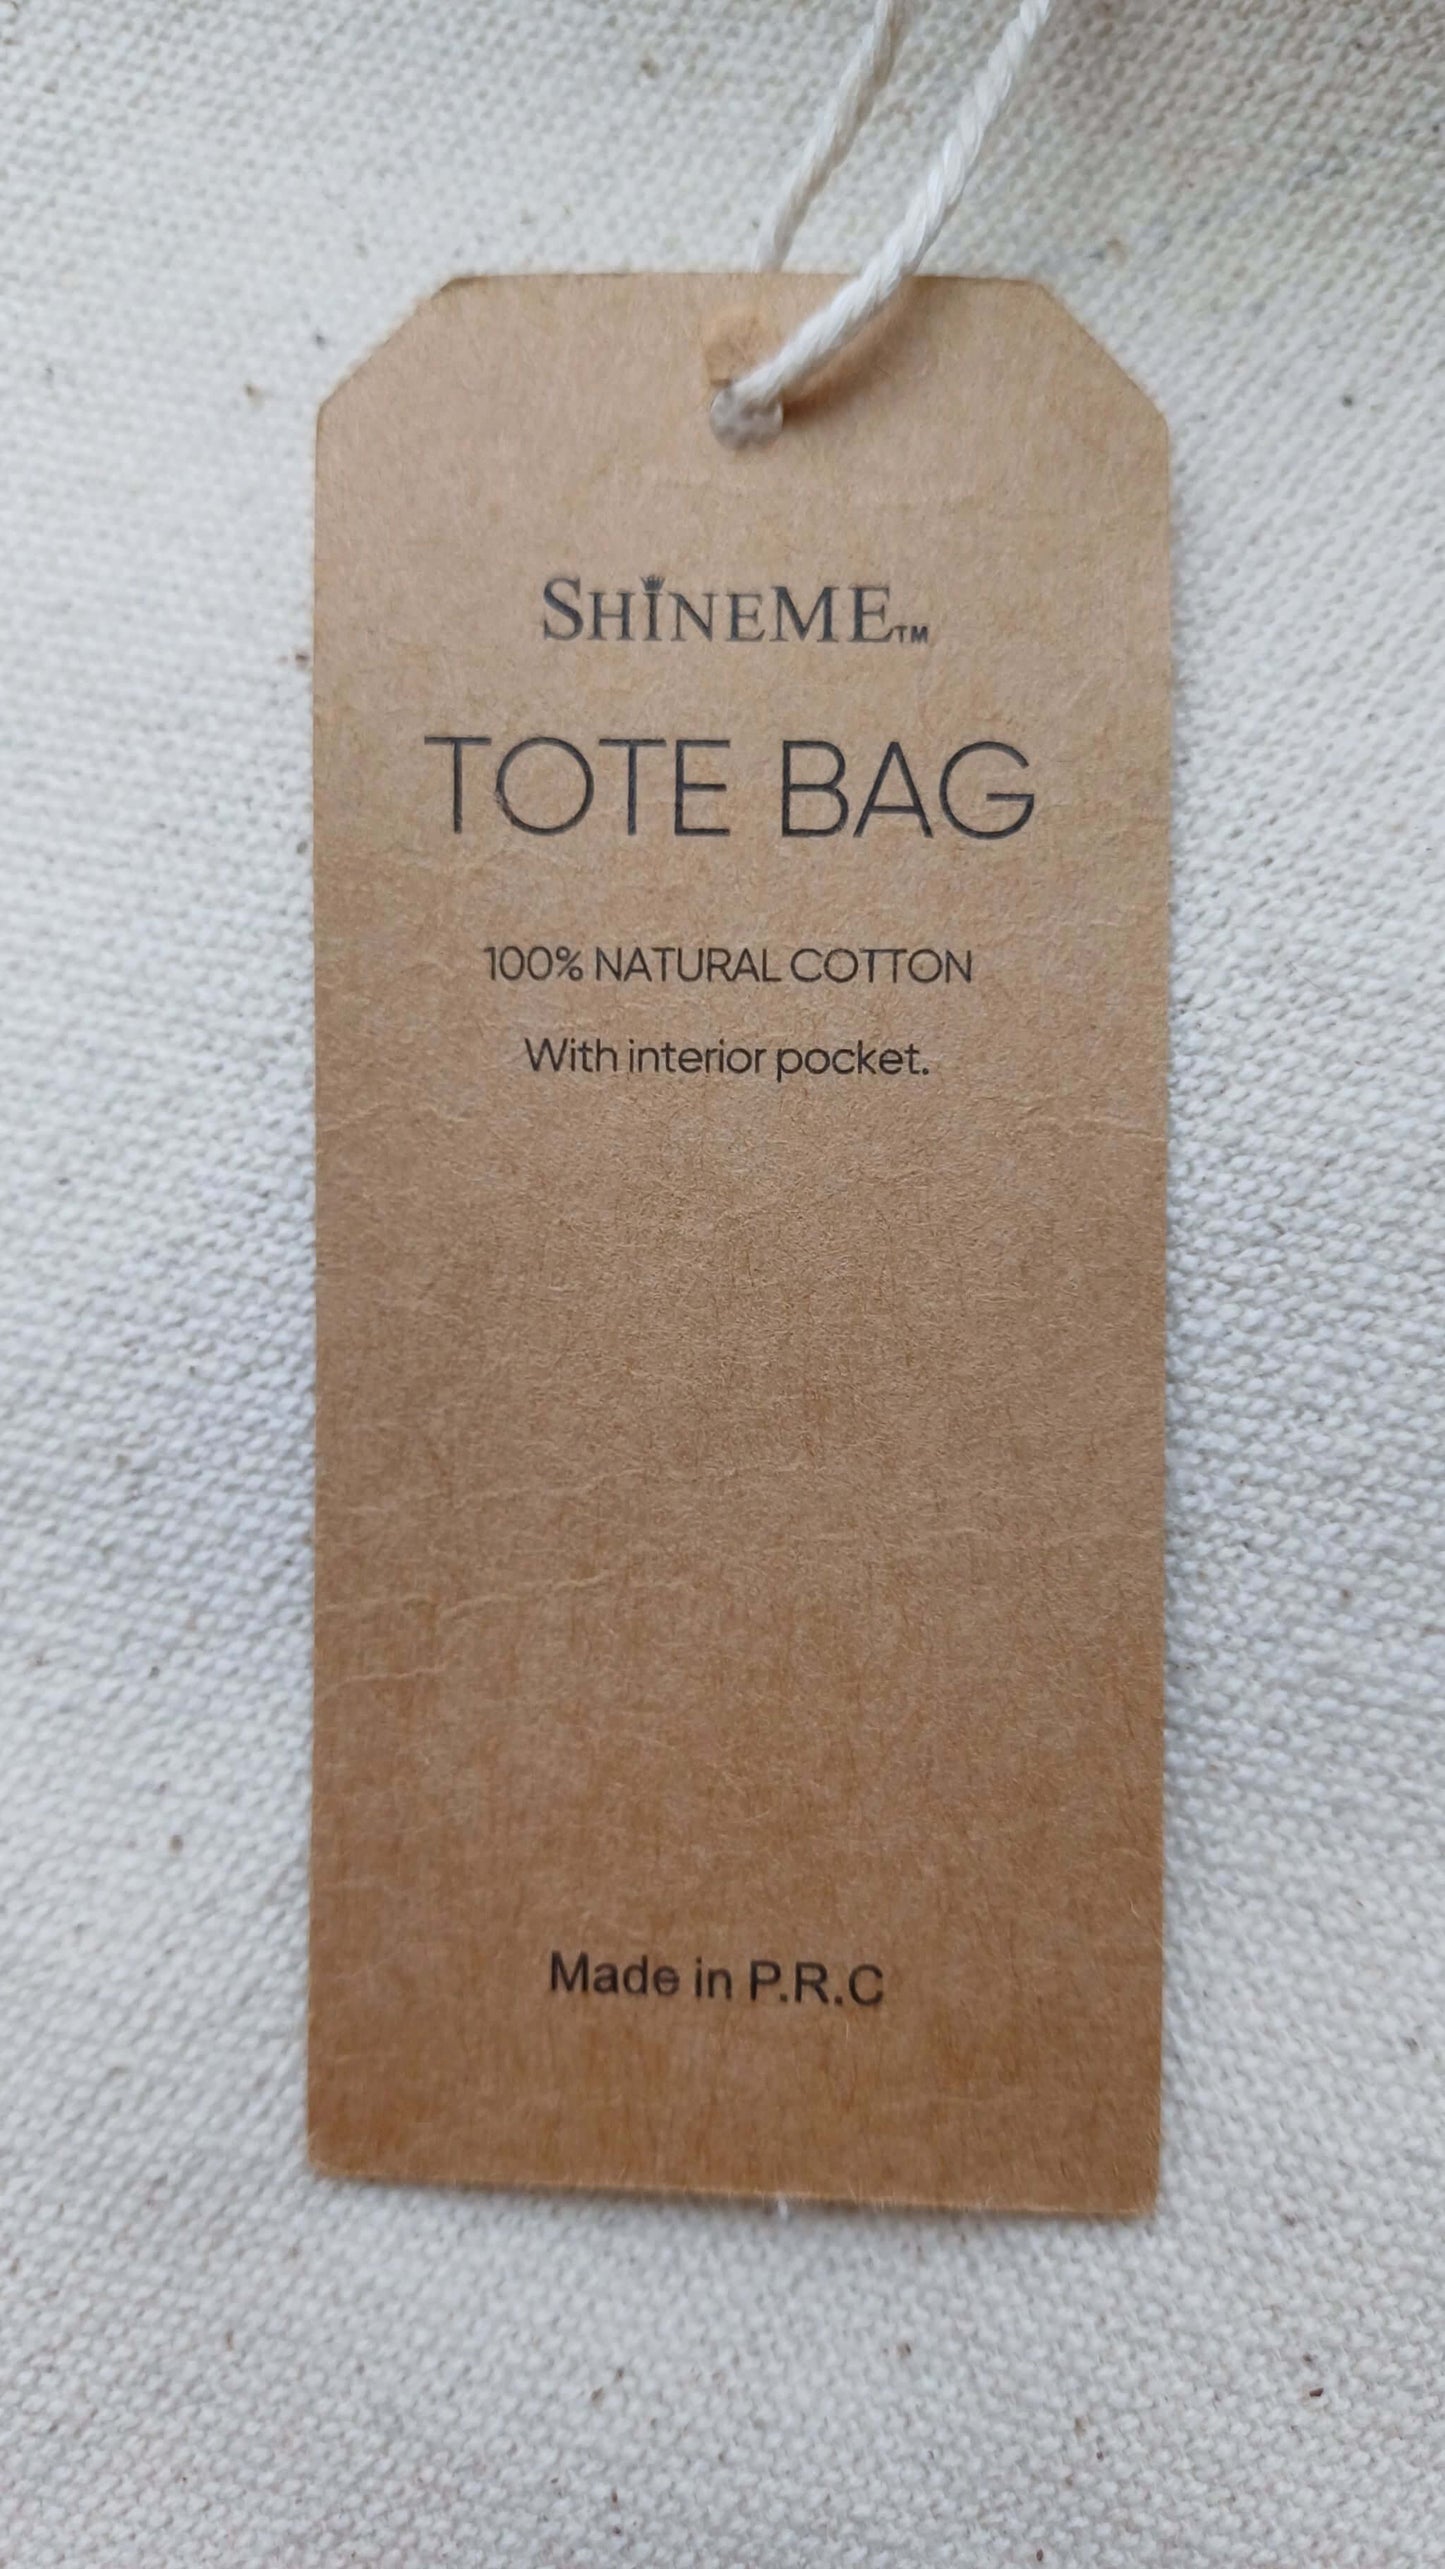 SHINEME™
TOTE BAG
100% NATURAL COTTON
With interior pocket.
Made in P.R.C